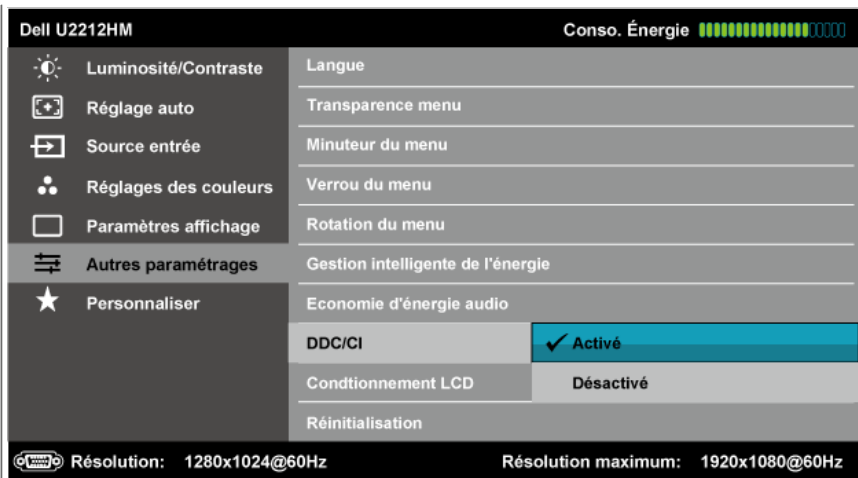 Dell U2212HM Conso. Énergie
Luminosité/Contraste Langue
Réglage auto Transparence menu
Source entrée Minuteur du menu
Réglages des couleurs Verrou du menu
Paramètres affichage Rotation du menu
Autres paramétrages Gestion intelligente de l'énergie
Personnaliser Economie d'énergie audio
DDC/CI Activé
Condtionnement LCD Désactivé
Réinitialisation
Résolution: 1280x1024@60Hz Résolution maximum: 1920x1080@60Hz